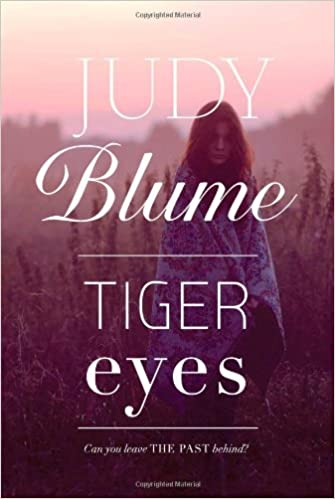 Copyrighted Material
JUDY
Blume
TIGER
eyes
Can you leave THE PAST behind?
Copyrighted Material